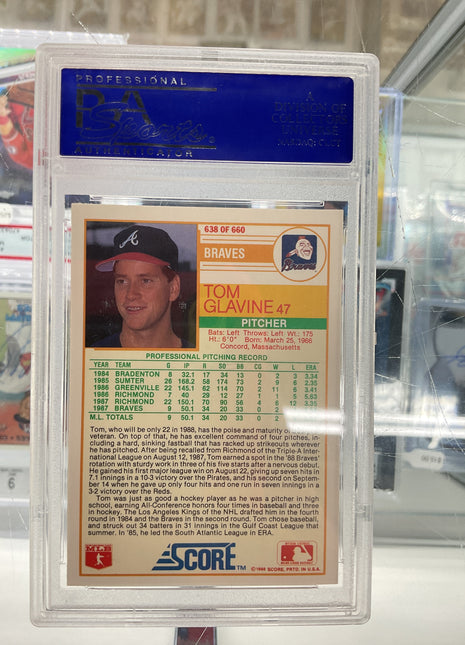 PROFESSIONAL
PSA
Sports
AUTHENTICATOR
A
DIVISION OF
COLLECTORS
UNIVERSE
NASDAQ: CLCT
638 OF 660
BRAVES
Braves
TOM
GLAVINE 47
PITCHER
Bats: Left Throws: Left Wt.: 175
Ht.: 6'0" Born: March 25, 1966
Concord, Massachusetts
PROFESSIONAL PITCHING RECORD
YEAR TEAM G IP R SO BB CG W L ERA
1984 BRADENTON 8 32.1 17 34 13 0 2 3 3.34
1985 SUMTER 26 168.2 58 174 73 2 9 6 2.35
1986 GREENVILLE 22 145.1 62 114 70 2 11 6 3.41
1986 RICHMOND 7 40 29 12 27 1 1 5 5.63
1987 RICHMOND 22 150.1 70 91 56 4 6 12 3.35
1987 BRAVES 9 50.1 34 20 33 0 2 4 5.54
M.L. TOTALS 9 50.1 34 20 33 0 2 4 5.54
Tom, who will be only 22 in 1988, has the poise and maturity of a
veteran. On top of that, he has excellent command of four pitches, in-
cluding a hard, sinking fastball that has racked up strikeouts wherever
he has pitched. After being recalled from Richmond of the Triple-A Inter-
national League on August 12, 1987, Tom earned a spot in the '88 Braves'
rotation with sturdy work in three of his five starts after a nervous debut.
He gained his first major league win on August 22, giving up seven hits in
7.1 innings in a 10-3 victory over the Pirates, and his second on Septem-
ber 14 when he gave up only four hits and one run in seven innings in a
3-2 victory over the Reds.
Tom was just as good a hockey player as he was a pitcher in high
school, earning All-Conference honors four times in baseball and three
in hockey. The Los Angeles Kings of the NHL drafted him in the fourth
round in 1984 and the Braves in the second round. Tom chose baseball,
and struck out 34 batters in 31 innings in the Gulf Coast League that
summer. In '85, he led the South Atlantic League in ERA.
MLB
SCORE™
©1988 SCORE, PRTD. IN U.S.A.